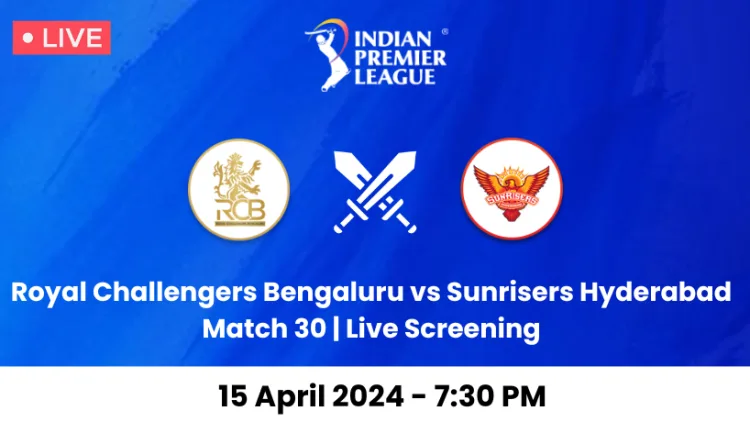 LIVE
INDIAN
PREMIER
LEAGUE ®
RCB
SUNRISERS
Royal Challengers Bengaluru vs Sunrisers Hyderabad
Match 30 | Live Screening
15 April 2024 - 7:30 PM